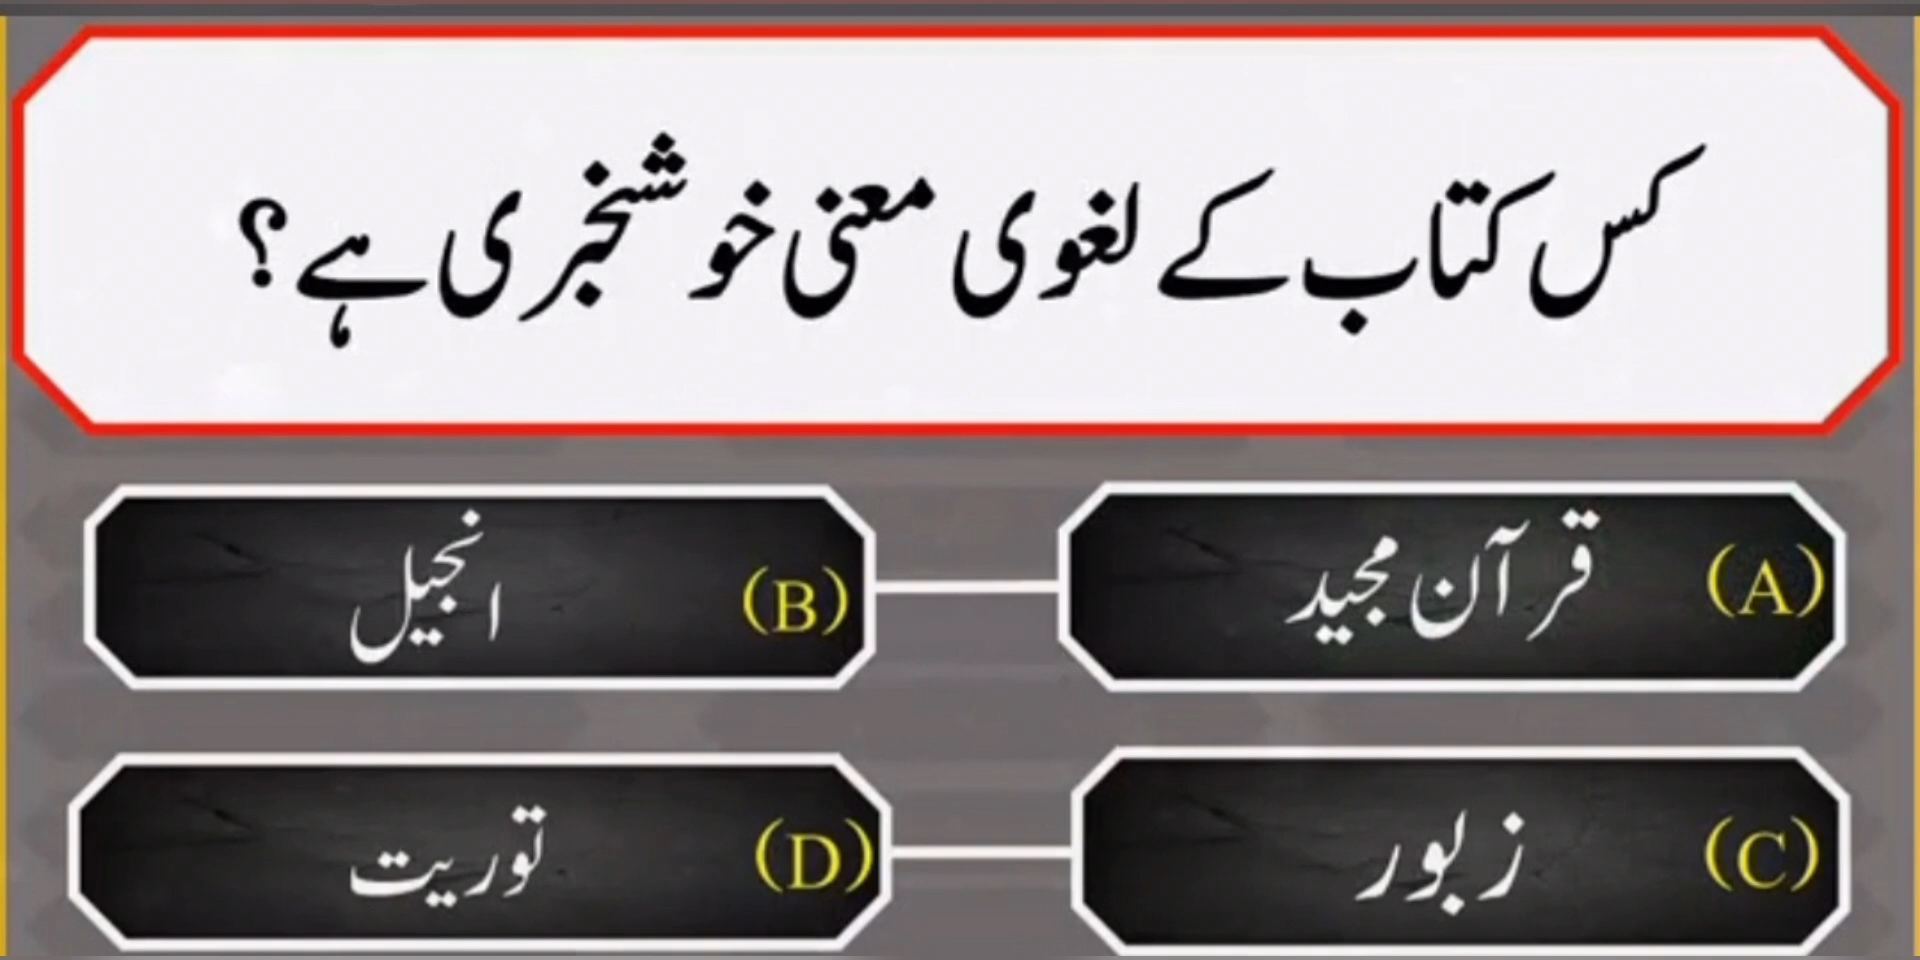 کس کتاب کے لغوی معنی خوشخبری ہے؟
(A) قرآن مجید
(B) انجیل
(C) زبور
(D) توریت